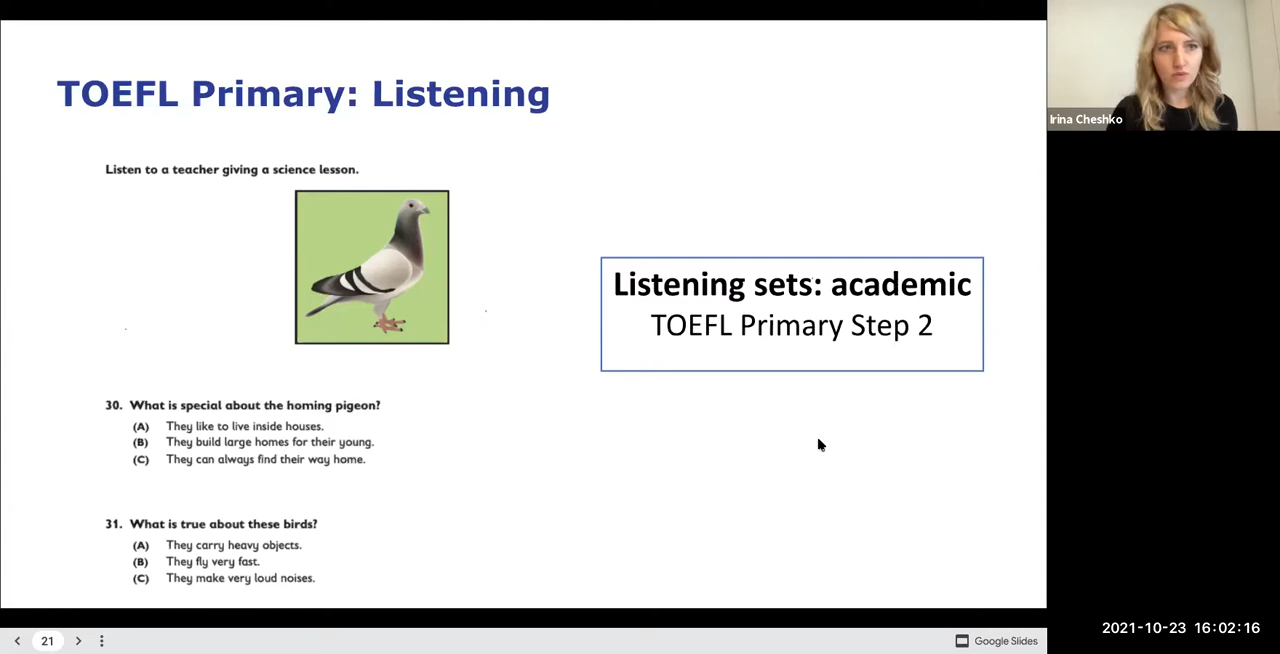 TOEFL Primary: Listening
Irina Cheshko
Listen to a teacher giving a science lesson.
Listening sets: academic
TOEFL Primary Step 2
30. What is special about the homing pigeon?
(A) They like to live inside houses.
(B) They build large homes for their young.
(C) They can always find their way home.
31. What is true about these birds?
(A) They carry heavy objects.
(B) They fly very fast.
(C) They make very loud noises.
2021-10-23 16:02:16
21
Google Slides